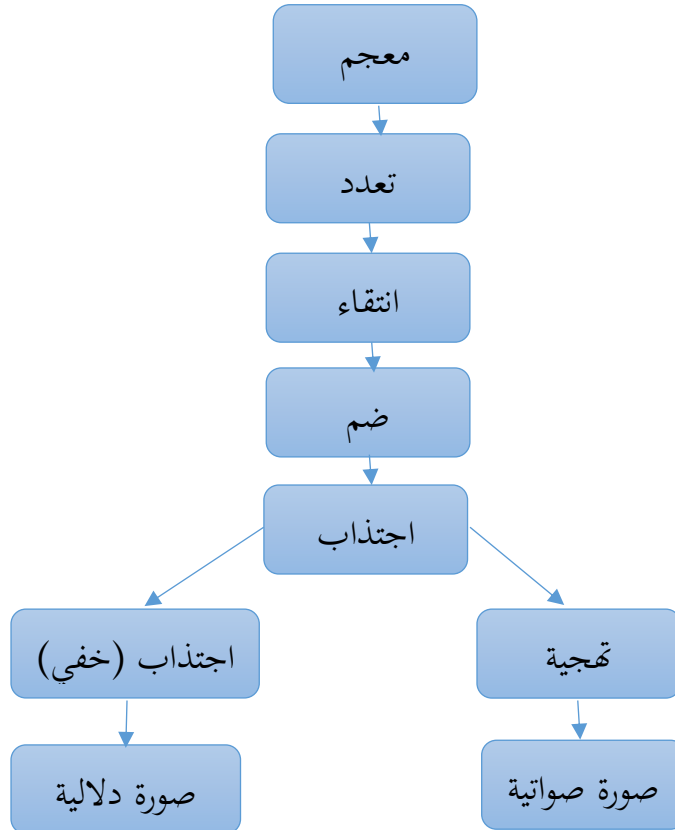 معجم
تعدد
انتقاء
ضم
اجتذاب
تهجية
اجتذاب (خفي)
صورة صواتية
صورة دلالية